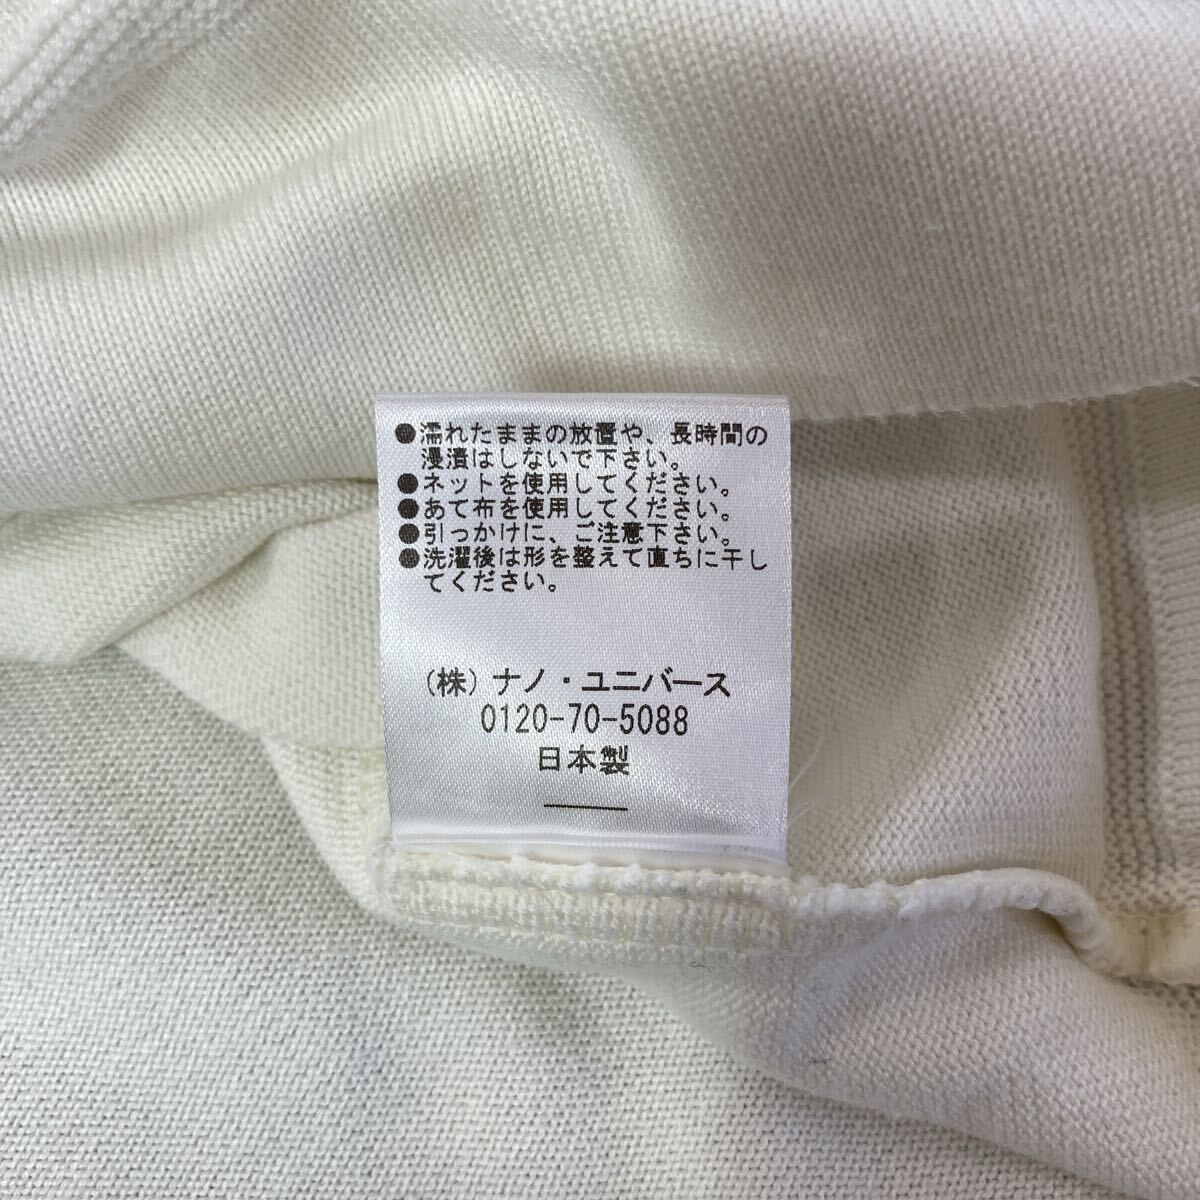 ●濡れたままの放置や、長時間の
浸漬はしないで下さい。
●ネットを使用してください。
●あて布を使用してください。
●引っかけに、ご注意下さい。
●洗濯後は形を整えて直ちに干し
てください。
(株)ナノ・ユニバース
0120-70-5088
日本製